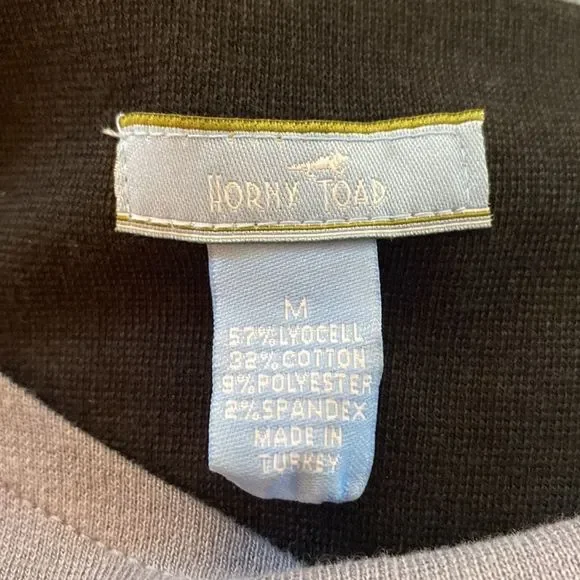 HORNY TOAD
M
57% LYOCELL
32% COTTON
9% POLYESTER
2% SPANDEX
MADE IN
TURKEY